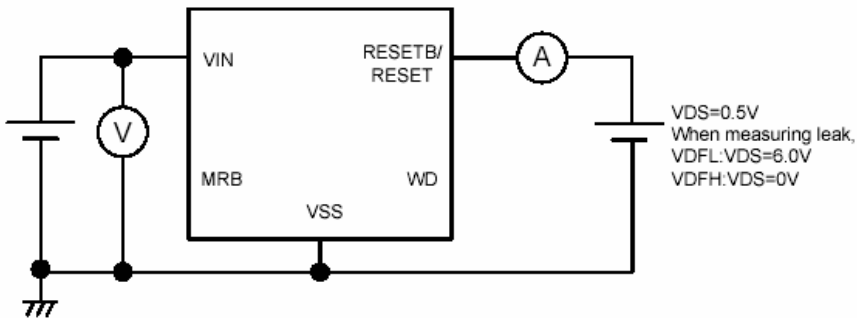 VIN
RESETB/
RESET
A
V
VDS=0.5V
When measuring leak,
VDFL:VDS=6.0V
VDFH:VDS=0V
MRB
WD
VSS